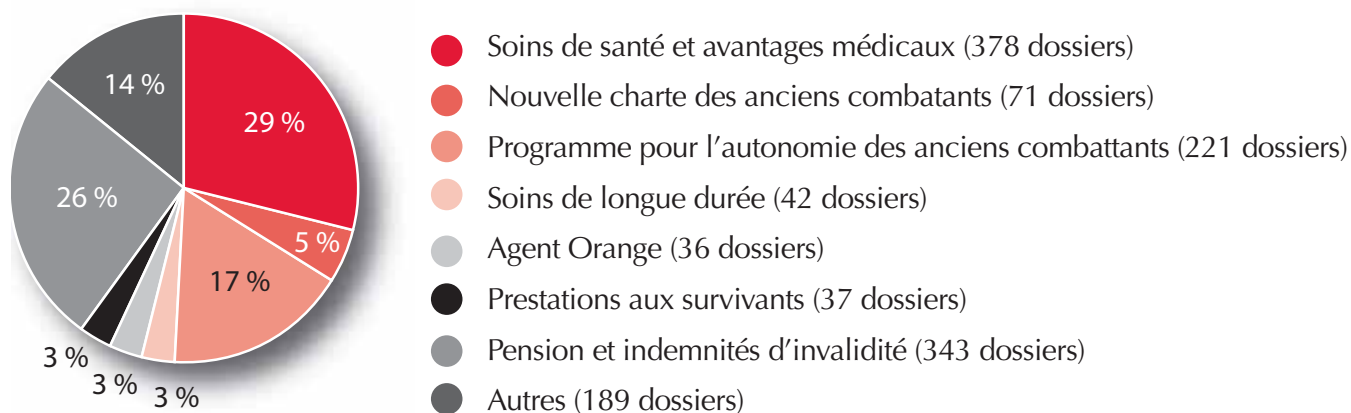 14 %
29 %
26 %
5 %
17 %
3 %
3 %
3 %
Soins de santé et avantages médicaux (378 dossiers)
Nouvelle charte des anciens combatants (71 dossiers)
Programme pour l’autonomie des anciens combattants (221 dossiers)
Soins de longue durée (42 dossiers)
Agent Orange (36 dossiers)
Prestations aux survivants (37 dossiers)
Pension et indemnités d’invalidité (343 dossiers)
Autres (189 dossiers)